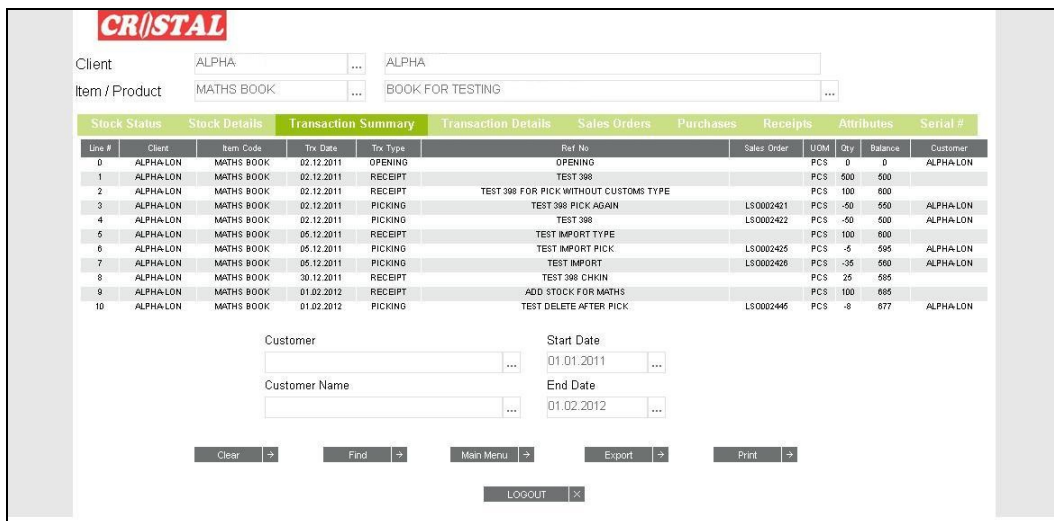 CRISTAL
Client ALPHA ... ALPHA
Item / Product MATHS BOOK ... BOOK FOR TESTING ...
Stock Status Stock Details Transaction Summary Transaction Details Sales Orders Purchases Receipts Attributes Serial #
Line # Client Item Code Trx Date Trx Type Ref No Sales Order UOM Qty Balance Customer
0 ALPHA-LON MATHS BOOK 02.12.2011 OPENING OPENING PCS 0 0 ALPHA-LON
1 ALPHA-LON MATHS BOOK 02.12.2011 RECEIPT TEST 398 PCS 500 500
2 ALPHA-LON MATHS BOOK 02.12.2011 RECEIPT TEST 398 FOR PICK WITHOUT CUSTOMS TYPE PCS 100 600
3 ALPHA-LON MATHS BOOK 02.12.2011 PICKING TEST 398 PICK AGAIN LS0002421 PCS -50 550 ALPHA-LON
4 ALPHA-LON MATHS BOOK 02.12.2011 PICKING TEST 398 LS0002422 PCS -50 500 ALPHA-LON
5 ALPHA-LON MATHS BOOK 05.12.2011 RECEIPT TEST IMPORT TYPE PCS 100 600
6 ALPHA-LON MATHS BOOK 05.12.2011 PICKING TEST IMPORT PICK LS0002425 PCS -5 595 ALPHA-LON
7 ALPHA-LON MATHS BOOK 05.12.2011 PICKING TEST IMPORT LS0002426 PCS -35 560 ALPHA-LON
8 ALPHA-LON MATHS BOOK 30.12.2011 RECEIPT TEST 398 CHKIN PCS 25 585
9 ALPHA-LON MATHS BOOK 01.02.2012 RECEIPT ADD STOCK FOR MATHS PCS 100 685
10 ALPHA-LON MATHS BOOK 01.02.2012 PICKING TEST DELETE AFTER PICK LS0002445 PCS -8 677 ALPHA-LON
Customer Start Date
... 01.01.2011 ...
Customer Name End Date
... 01.02.2012 ...
Clear → Find → Main Menu → Export → Print →
LOGOUT X